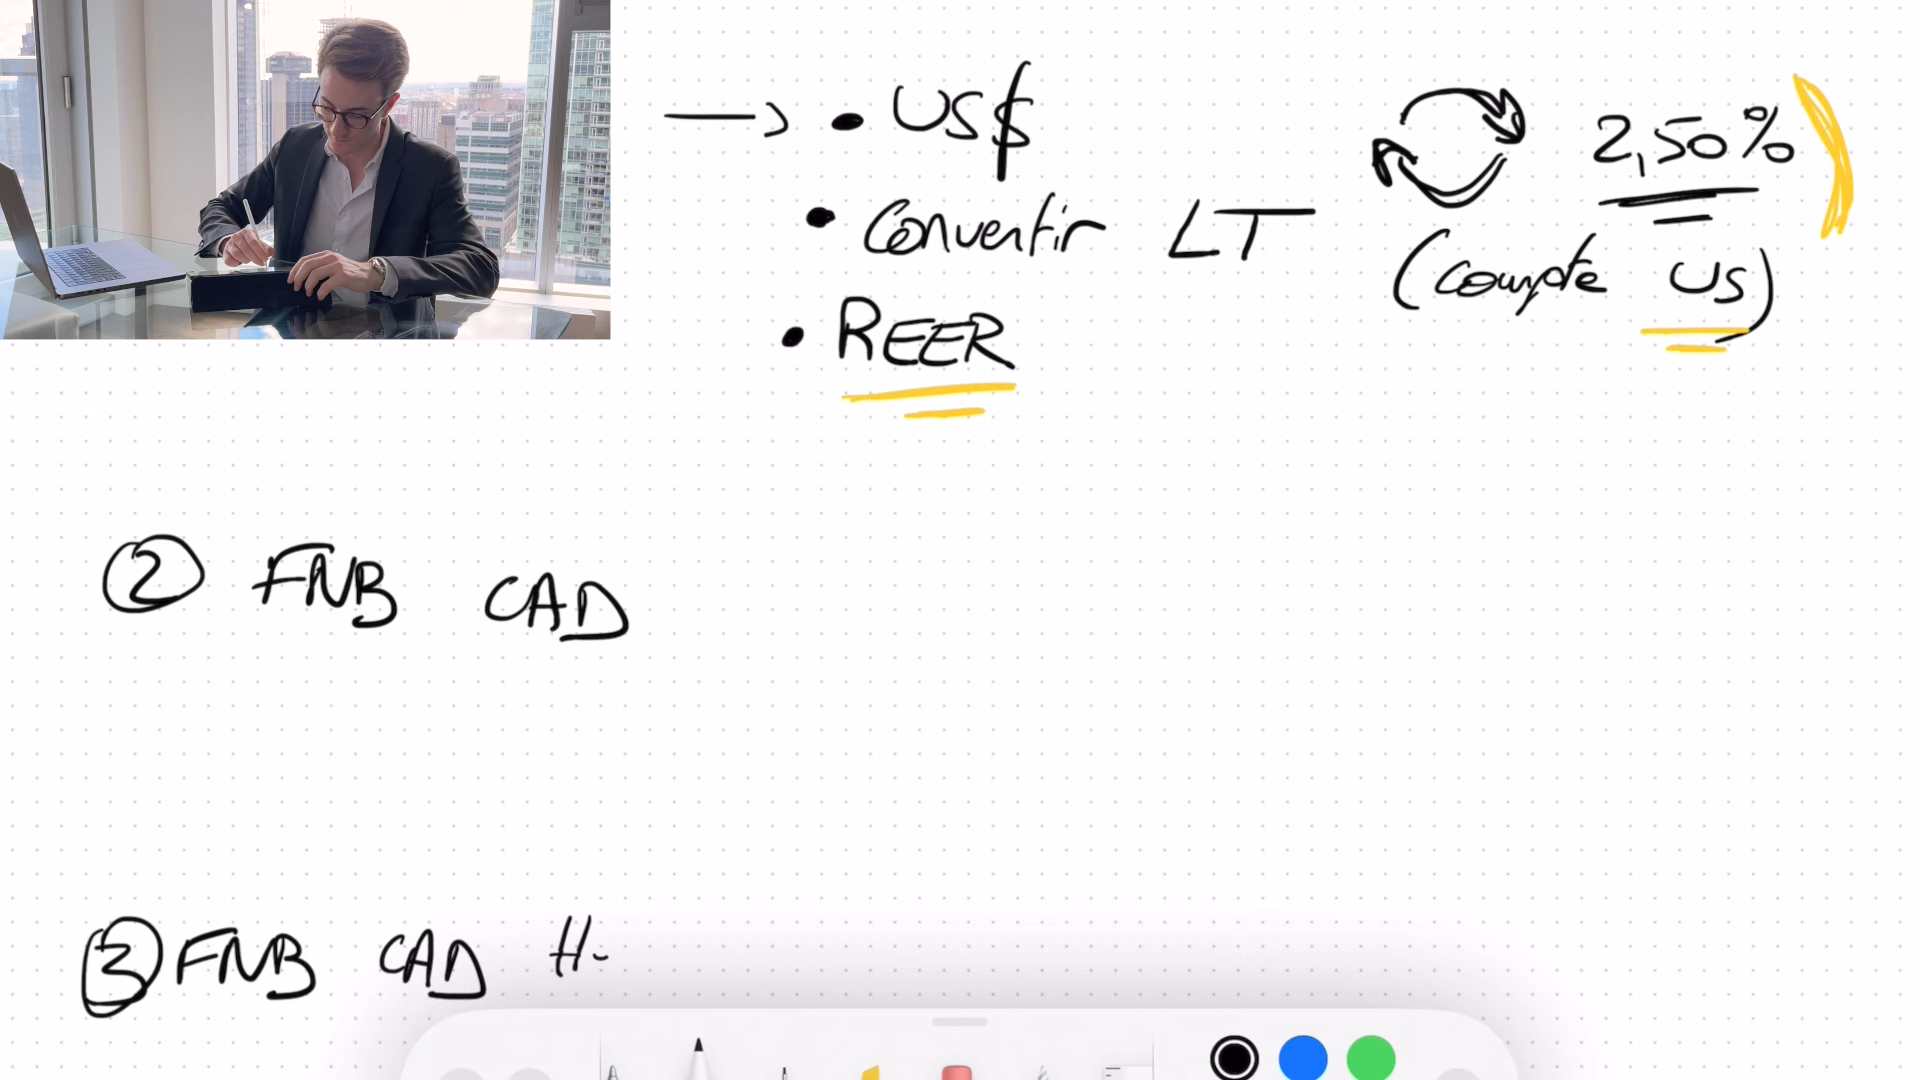 → • US$
• Convertir LT
• REER
2,50%
(compte US)
② FNB CAD
③ FNB CAD H